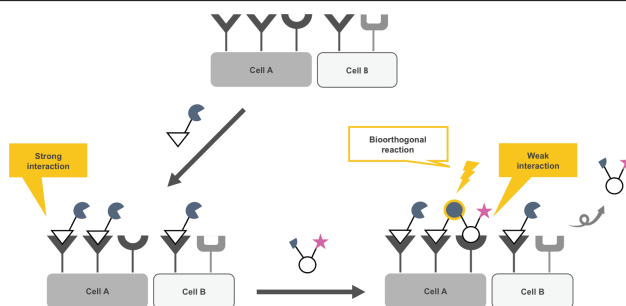 Cell A
Cell B
Bioorthogonal
reaction
Strong
interaction
Weak
interaction
Cell A
Cell B
Cell A
Cell B